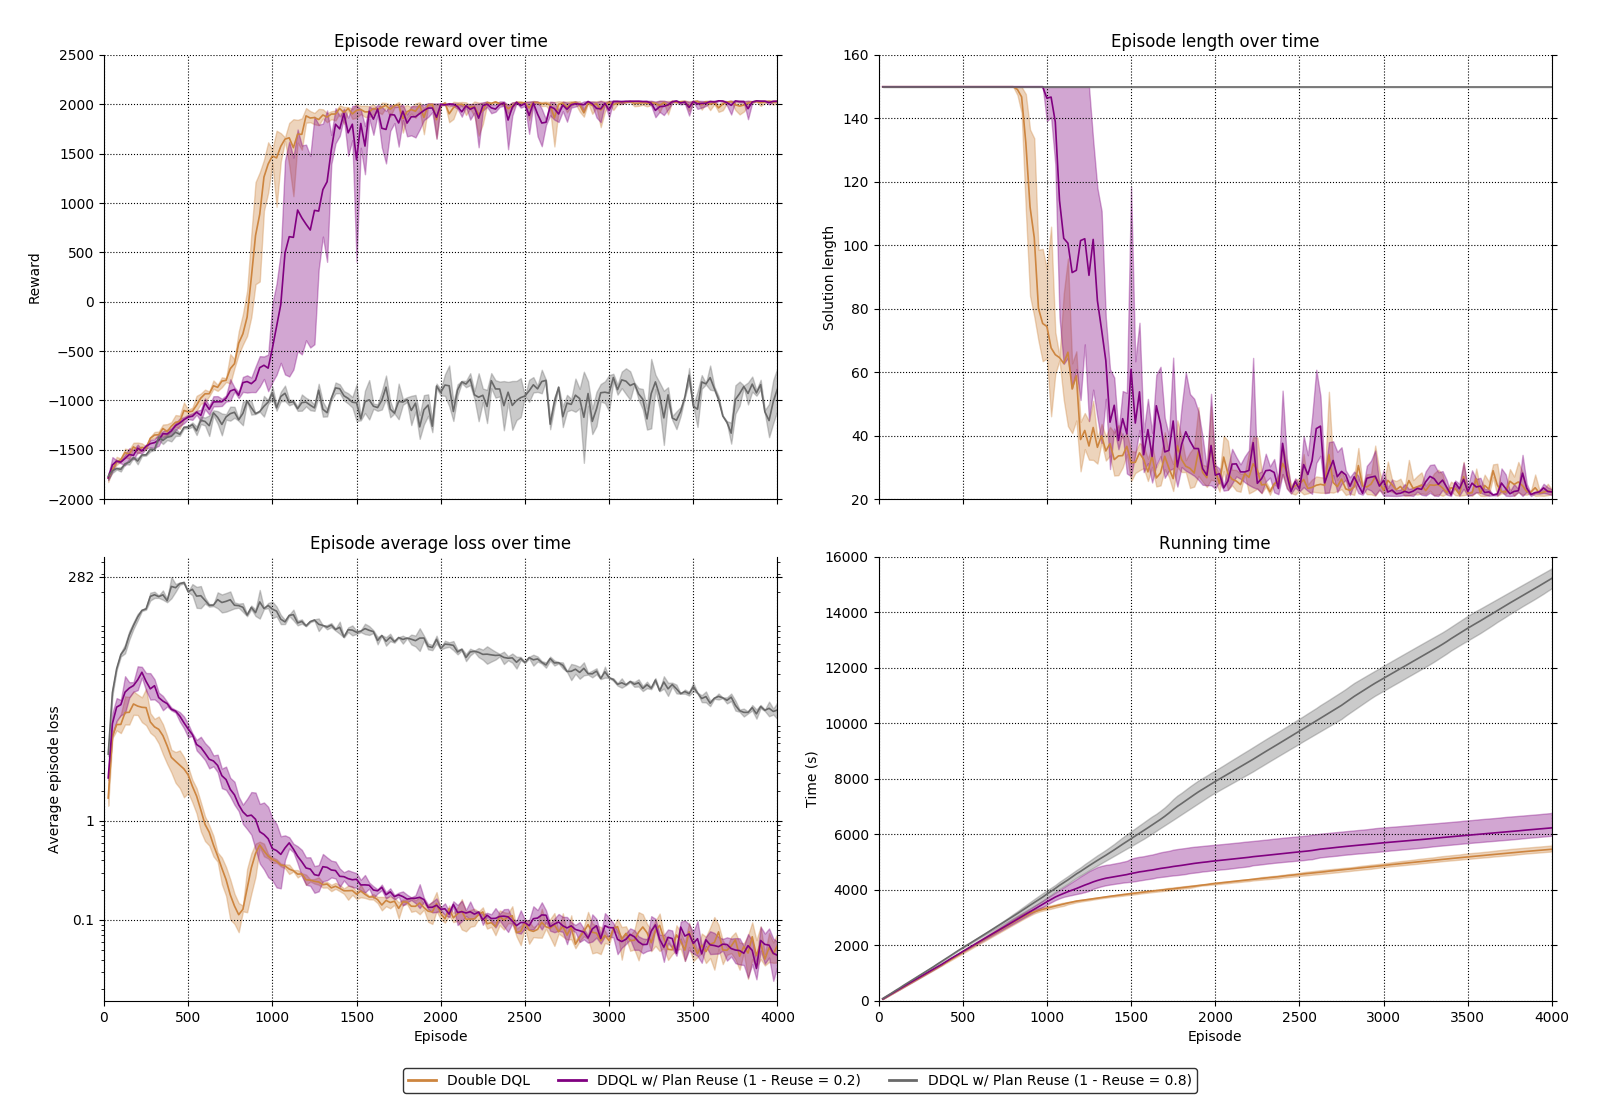 Episode reward over time
2500
2000
1500
1000
500
0
−500
−1000
−1500
−2000
Reward
Episode length over time
160
140
120
100
80
60
40
20
Solution length
Episode average loss over time
282
1
0.1
Average episode loss
0 500 1000 1500 2000 2500 3000 3500 4000
Episode
Running time
16000
14000
12000
10000
8000
6000
4000
2000
0
Time (s)
0 500 1000 1500 2000 2500 3000 3500 4000
Episode
Double DQL DDQL w/ Plan Reuse (1 - Reuse = 0.2) DDQL w/ Plan Reuse (1 - Reuse = 0.8)